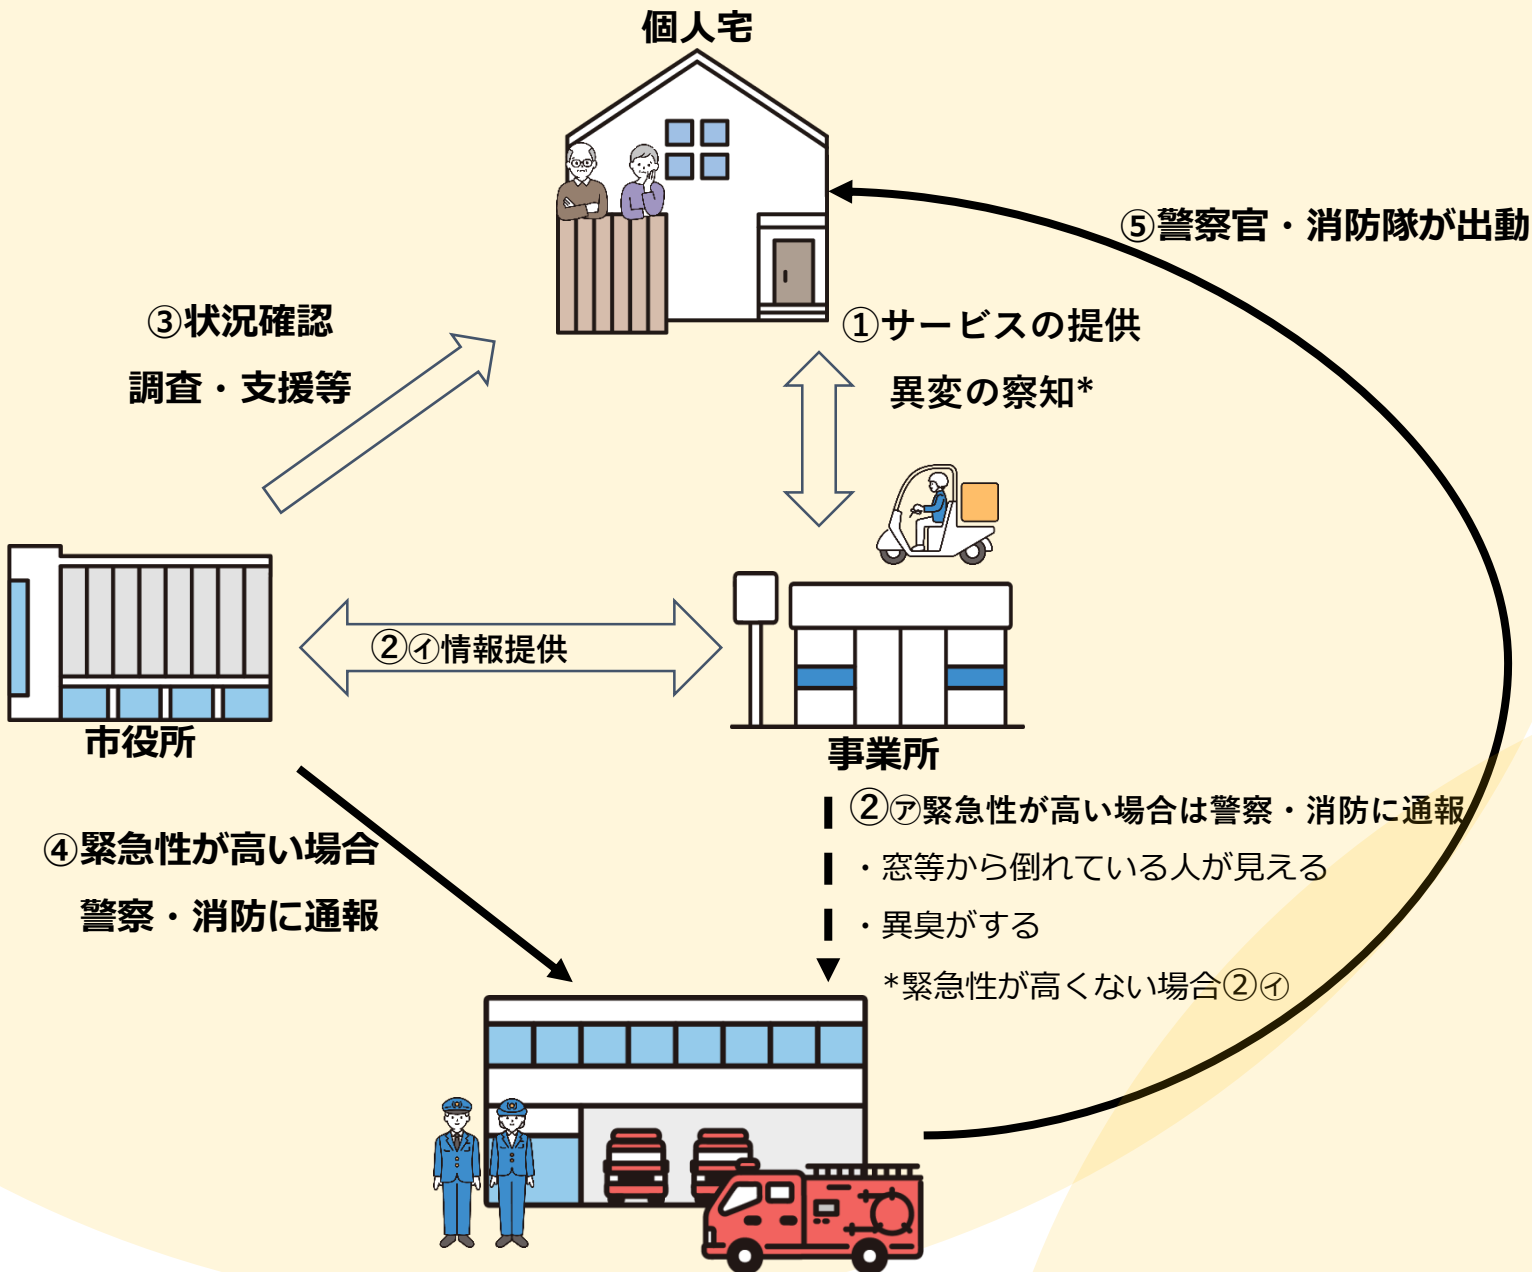 個人宅
⑤警察官・消防隊が出動
③状況確認
調査・支援等
①サービスの提供
異変の察知*
②㋑情報提供
市役所
事業所
②㋐緊急性が高い場合は警察・消防に通報
・窓等から倒れている人が見える
・異臭がする
*緊急性が高くない場合②㋑
④緊急性が高い場合
警察・消防に通報